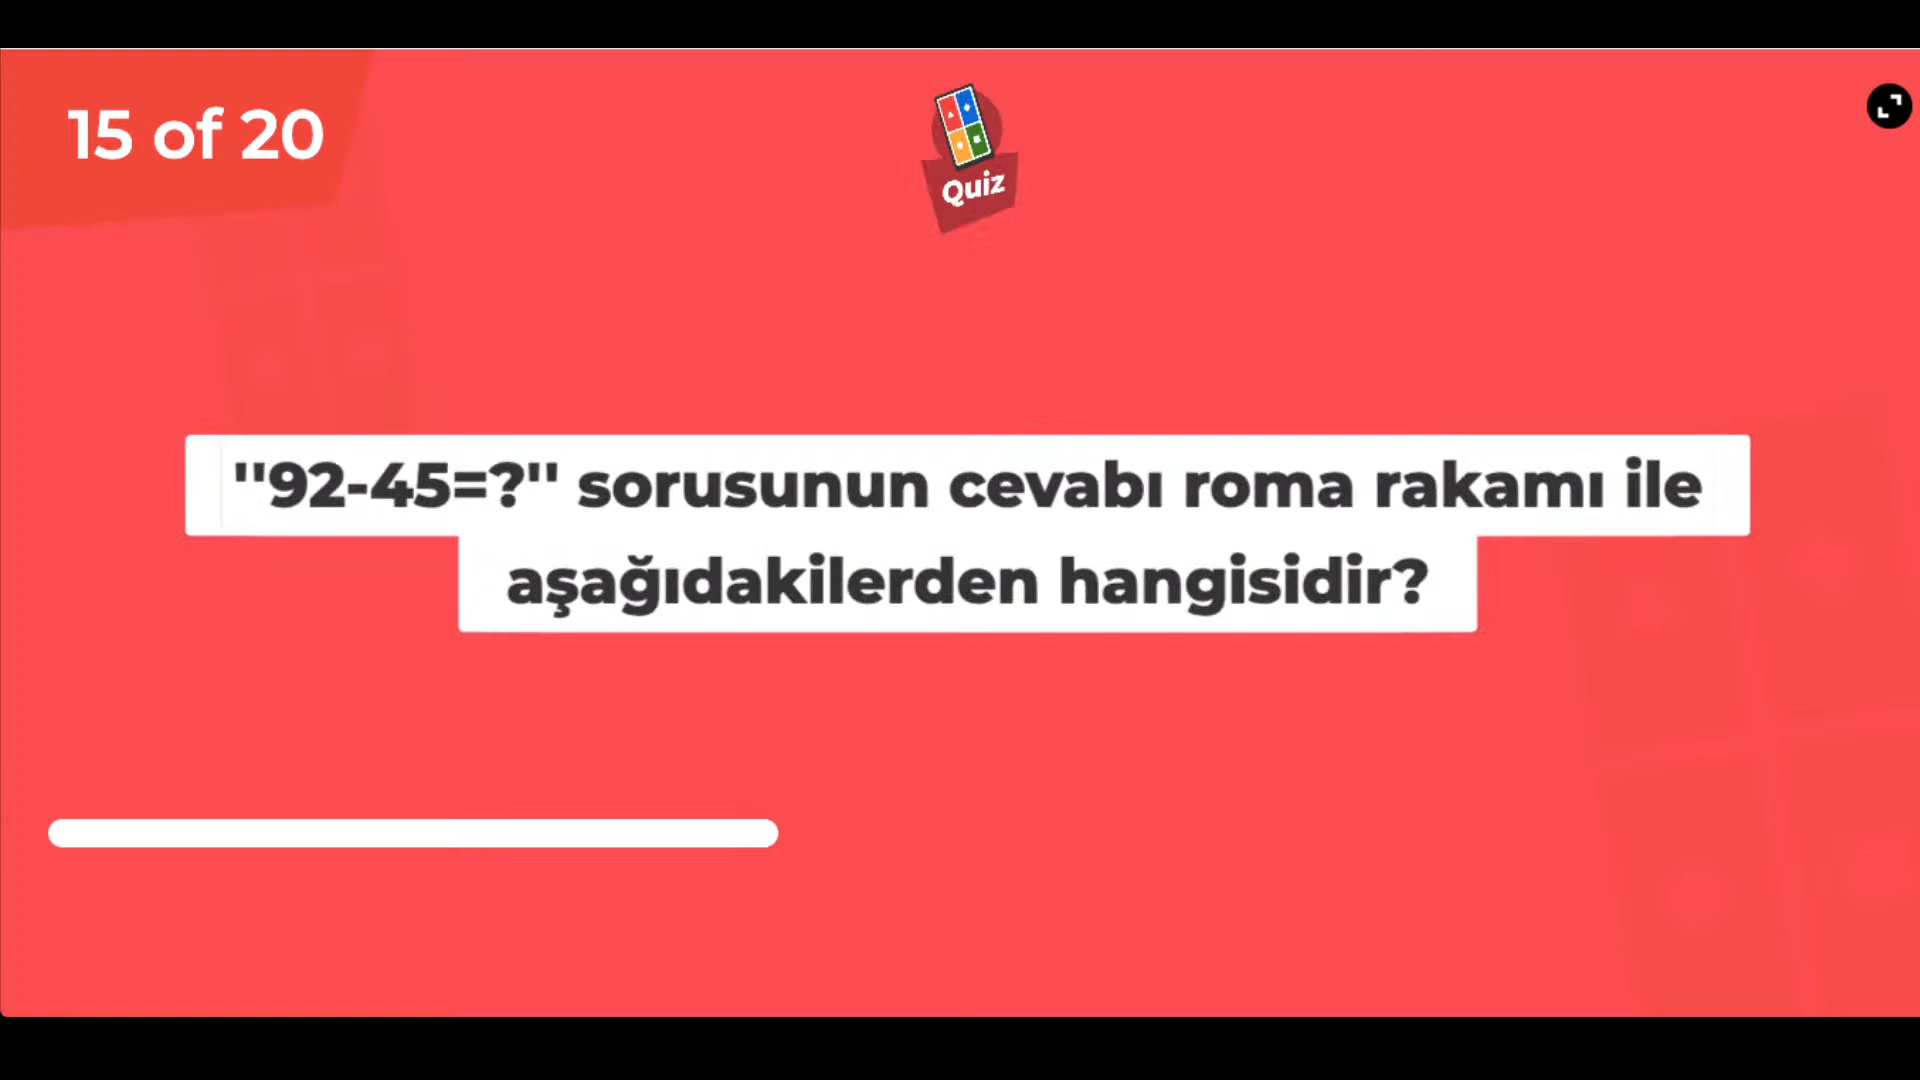 15 of 20
Quiz
''92-45=?'' sorusunun cevabı roma rakamı ile
aşağıdakilerden hangisidir?